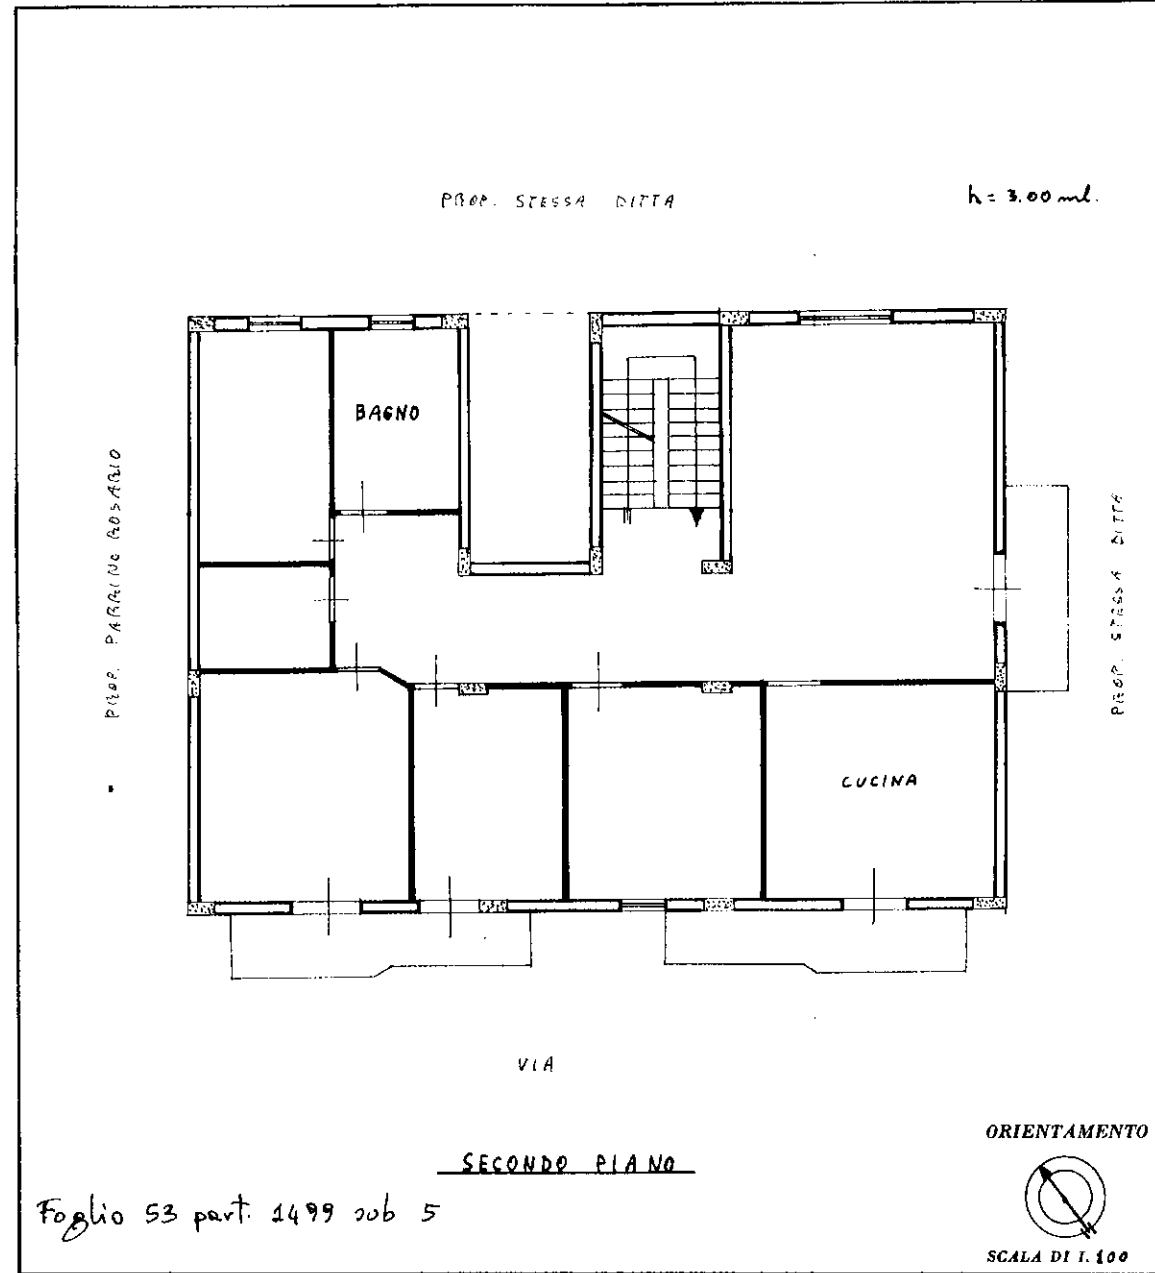 PROP. STESSA DITTA
h = 3.00 ml.
BAGNO
PROP. PARRINO ROSARIO
PROP. STESSA DITTA
CUCINA
VIA
SECONDO PIANO
ORIENTAMENTO
Foglio 53 part. 1499 sub 5
SCALA DI 1. 100